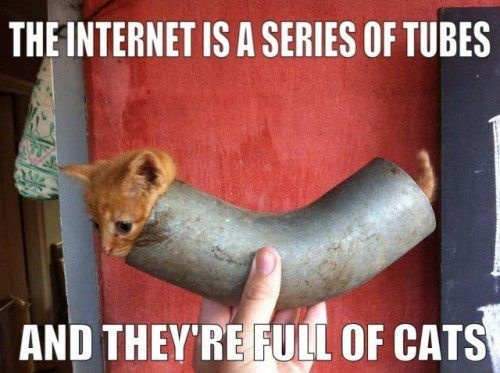 THE INTERNET IS A SERIES OF TUBES
AND THEY'RE FULL OF CATS